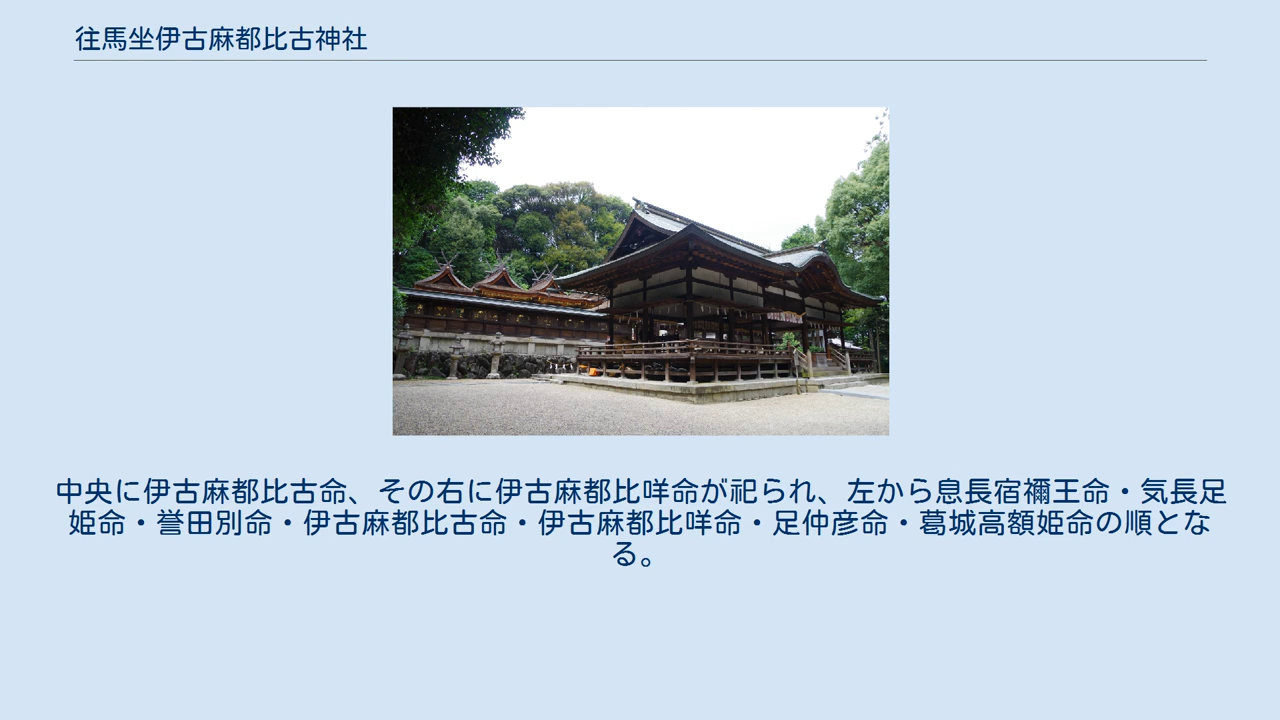 往馬坐伊古麻都比古神社
中央に伊古麻都比古命、その右に伊古麻都比咩命が祀られ、左から息長宿禰王命・気長足
姫命・誉田別命・伊古麻都比古命・伊古麻都比咩命・足仲彦命・葛城高額姫命の順とな
る。